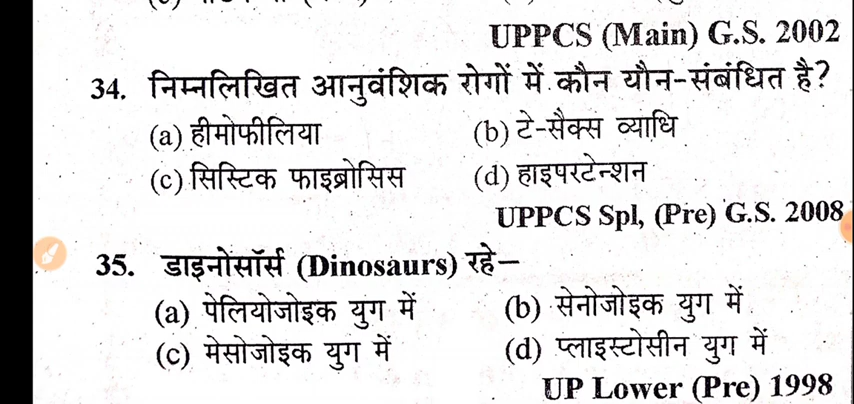 UPPCS (Main) G.S. 2002
34. निम्नलिखित आनुवंशिक रोगों में कौन यौन-संबंधित है?
(a) हीमोफीलिया (b) टे-सैक्स व्याधि
(c) सिस्टिक फाइब्रोसिस (d) हाइपरटेन्शन
UPPCS Spl, (Pre) G.S. 2008
35. डाइनोसॉर्स (Dinosaurs) रहे–
(a) पेलियोजोइक युग में (b) सेनोजोइक युग में
(c) मेसोजोइक युग में (d) प्लाइस्टोसीन युग में
UP Lower (Pre) 1998